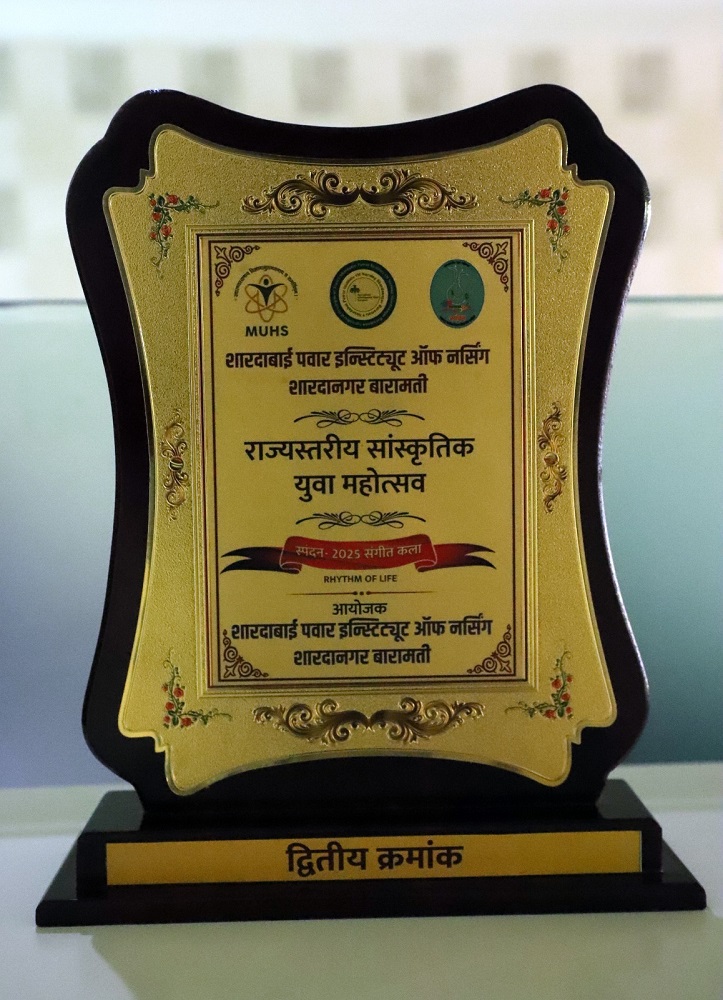 MUHS
शारदाबाई पवार इन्स्टिट्यूट ऑफ नर्सिंग
शारदानगर बारामती
राज्यस्तरीय सांस्कृतिक
युवा महोत्सव
स्पंदन- 2025 संगीत कला
RHYTHM OF LIFE
आयोजक
शारदाबाई पवार इन्स्टिट्यूट ऑफ नर्सिंग
शारदानगर बारामती
द्वितीय क्रमांक